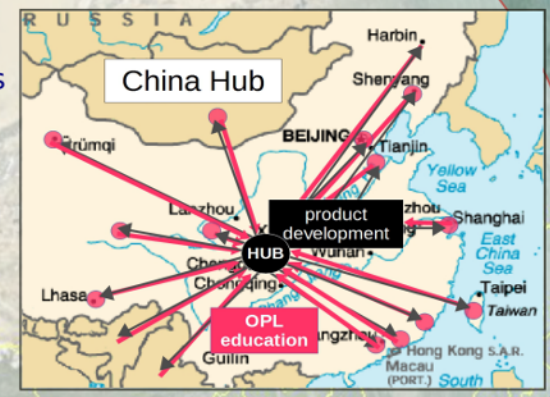 RUSSIA
Harbin
China Hub
Shenyang
BEIJING
Ürümqi
Tianjin
Yellow
Sea
Lanzhou
zhou
product
development
Shanghai
HUB
Wuhan
East
China
Sea
Chongqing
Taipei
Lhasa
Taiwan
OPL
education
Guilin
Hong Kong S.A.R.
Macau
(PORT.)
South